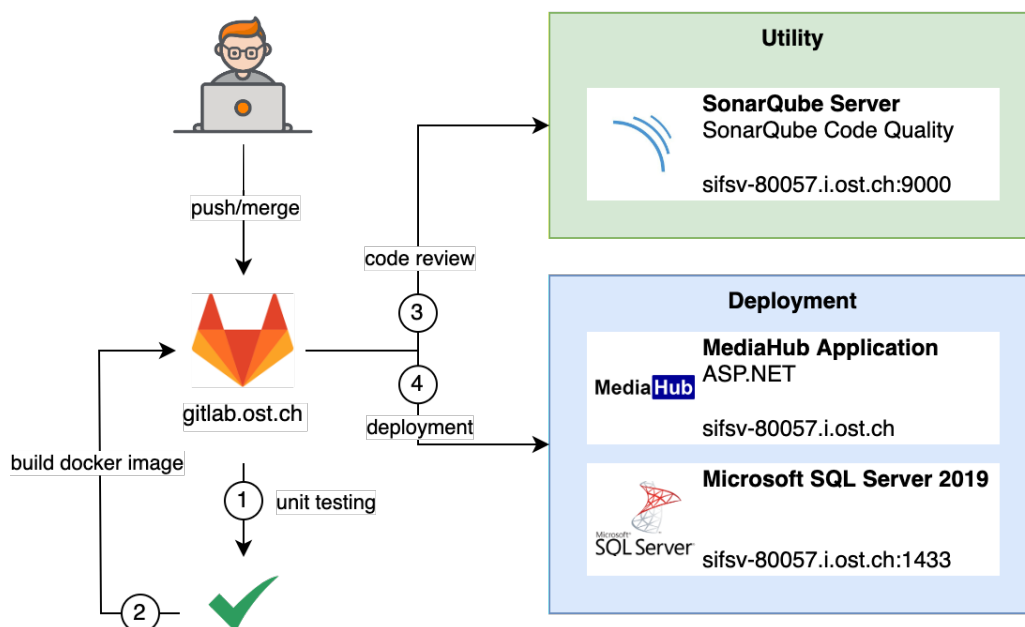 Utility
SonarQube Server
SonarQube Code Quality
sifsv-80057.i.ost.ch:9000
push/merge
code review
3
Deployment
MediaHub Application
ASP.NET
MediaHub
sifsv-80057.i.ost.ch
4
deployment
gitlab.ost.ch
build docker image
1
unit testing
Microsoft SQL Server 2019
Microsoft
SQL Server
sifsv-80057.i.ost.ch:1433
2